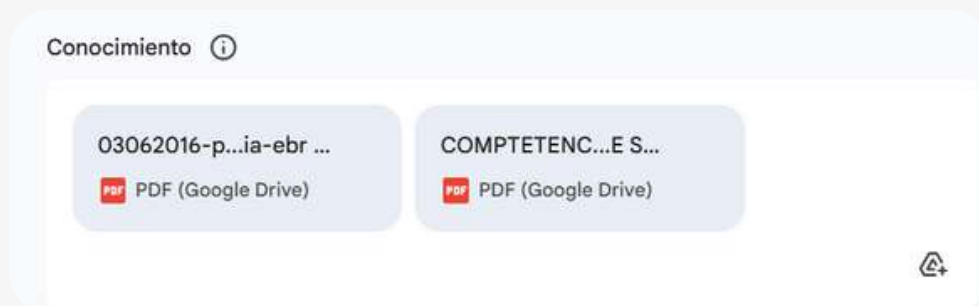 Conocimiento
03062016-p...ia-ebr ...
PDF PDF (Google Drive)
COMPTETENC...E S...
PDF PDF (Google Drive)